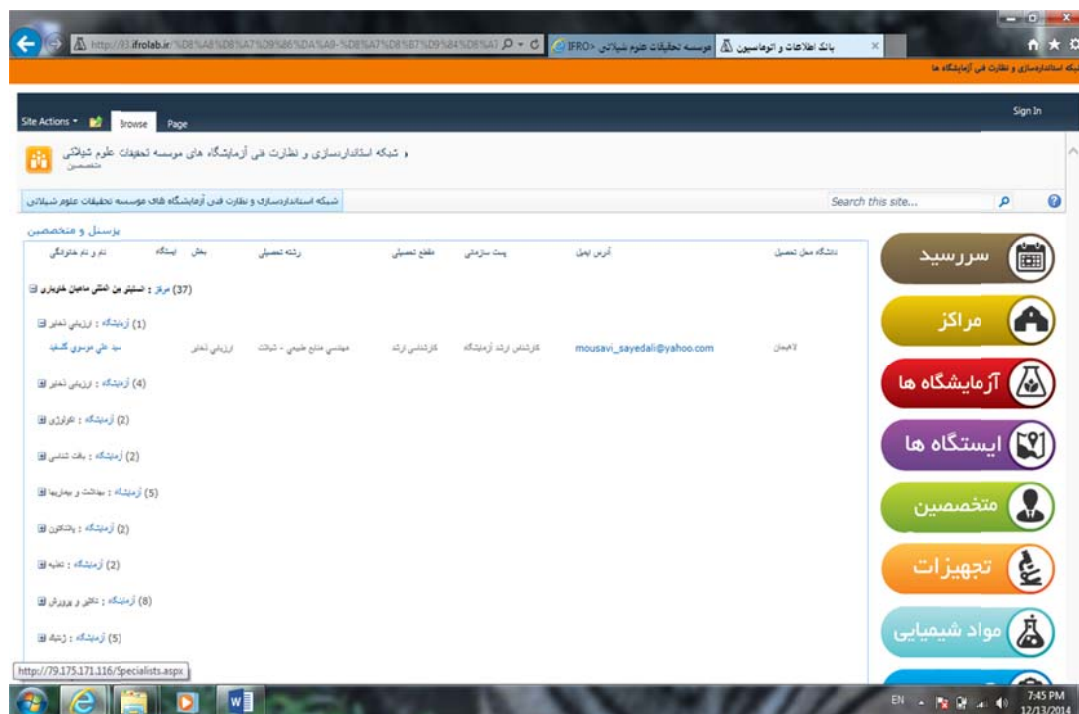 http://93.ifrolab.ir/
IFRO> موسسه تحقیقات علوم شیلاتی
بانک اطلاعات و اتوماسیون
شبکه استانداردسازی و نظارت فنی آزمایشگاه ها
Site Actions
Browse
Page
Sign In
شبکه استانداردسازی و نظارت فنی آزمایشگاه های موسسه تحقیقات علوم شیلاتی
متخصصین
شبکه استانداردسازی و نظارت فنی آزمایشگاه های موسسه تحقیقات علوم شیلاتی
Search this site...
پرسنل و متخصصین
نام و نام خانوادگی ایستگاه بخش رشته تحصیلی مقطع تحصیلی پست سازمانی آدرس ایمیل دانشگاه محل تحصیل
مرکز : انستیتو بین المللی ماهیان خاویاری (37)
آزمایشگاه : ارزیابی ذخایر (1)
سید علی موسوی ارزیابی ذخایر مهندسی منابع طبیعی - شیلات کارشناسی ارشد کارشناس ارشد آزمایشگاه mousavi_sayedali@yahoo.com لاهیجان
آزمایشگاه : ارزیابی ذخایر (4)
آزمایشگاه : اکولوژی (2)
آزمایشگاه : بافت شناسی (2)
آزمایشگاه : بهداشت و بیماریها (5)
آزمایشگاه : پلانکتون (2)
آزمایشگاه : تغذیه (2)
آزمایشگاه : تکثیر و پرورش (8)
آزمایشگاه : ژنتیک (5)
سررسید
مراکز
آزمایشگاه ها
ایستگاه ها
متخصصین
تجهیزات
مواد شیمیایی
http://79.175.171.116/Specialists.aspx
EN
7:45 PM
12/13/2014